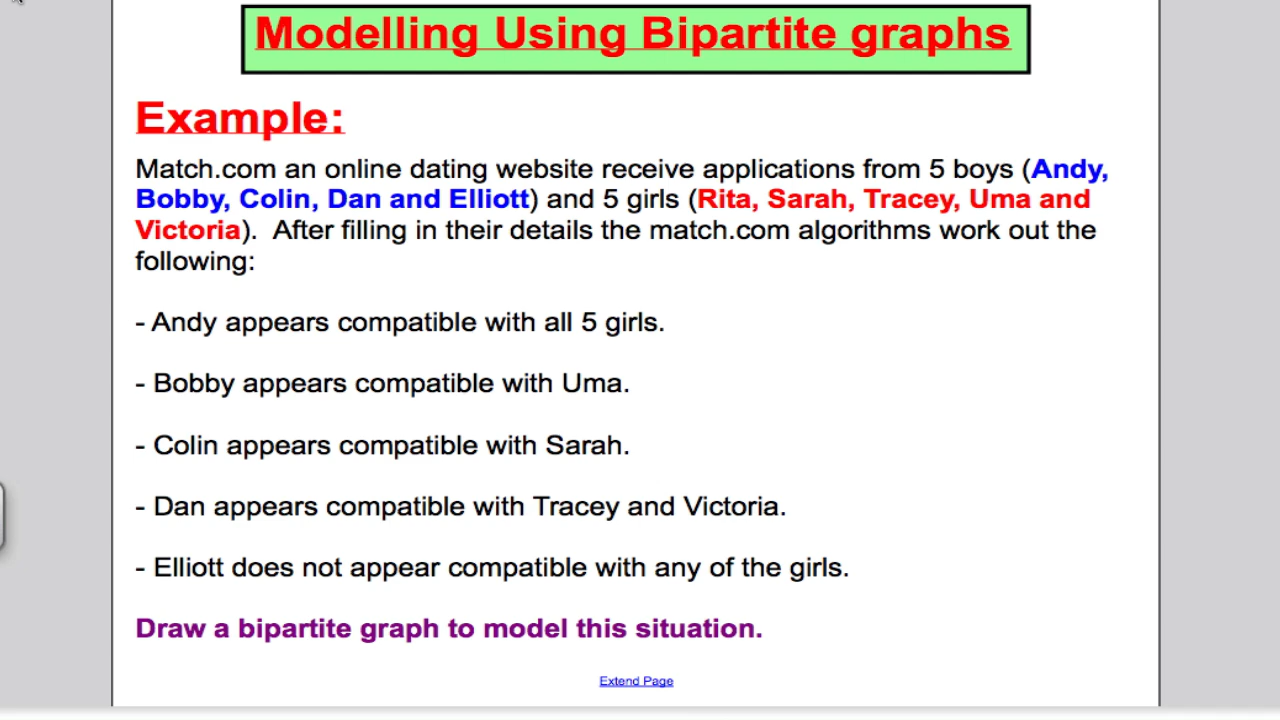 Modelling Using Bipartite graphs
Example:
Match.com an online dating website receive applications from 5 boys (Andy,
Bobby, Colin, Dan and Elliott) and 5 girls (Rita, Sarah, Tracey, Uma and
Victoria).  After filling in their details the match.com algorithms work out the
following:
- Andy appears compatible with all 5 girls.
- Bobby appears compatible with Uma.
- Colin appears compatible with Sarah.
- Dan appears compatible with Tracey and Victoria.
- Elliott does not appear compatible with any of the girls.
Draw a bipartite graph to model this situation.
Extend Page